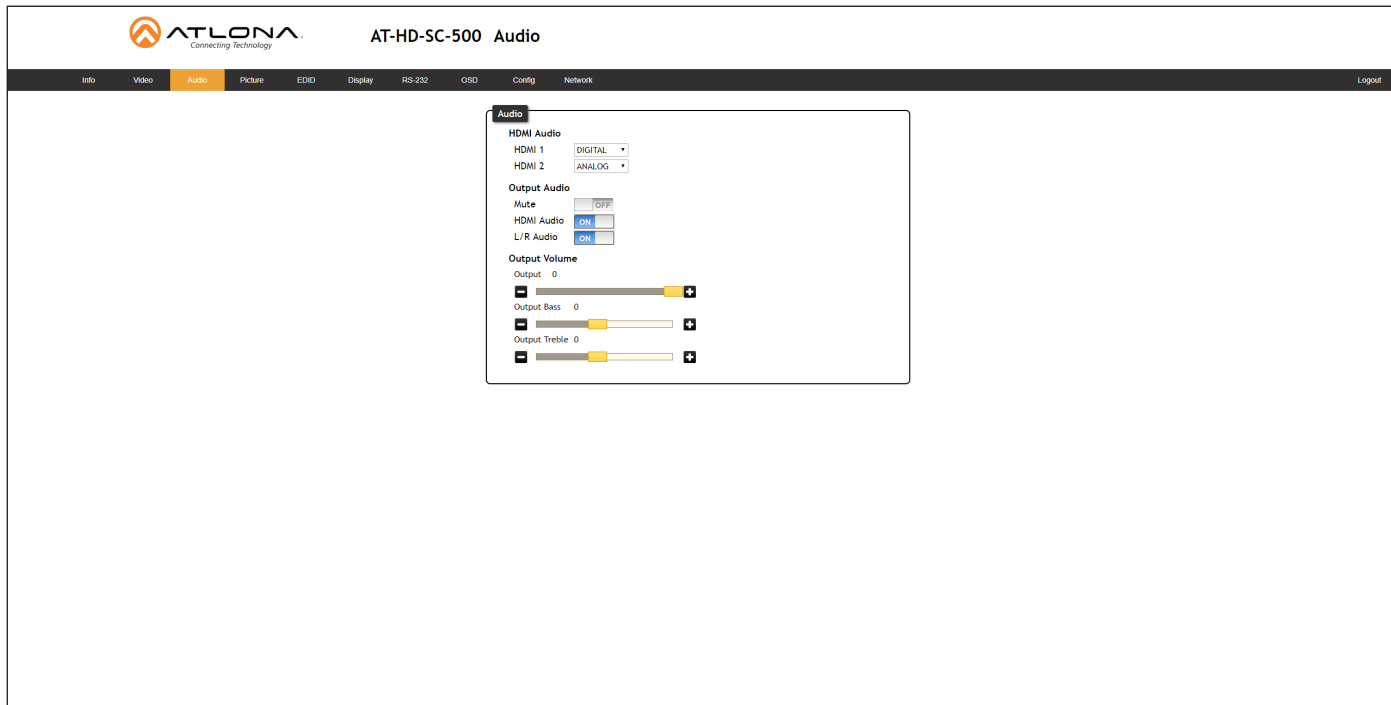 ATLONA.
Connecting Technology
AT-HD-SC-500 Audio
Info Video Audio Picture EDID Display RS-232 OSD Config Network Logout
Audio
HDMI Audio
HDMI 1 DIGITAL
HDMI 2 ANALOG
Output Audio
Mute OFF
HDMI Audio ON
L/R Audio ON
Output Volume
Output 0
Output Bass 0
Output Treble 0